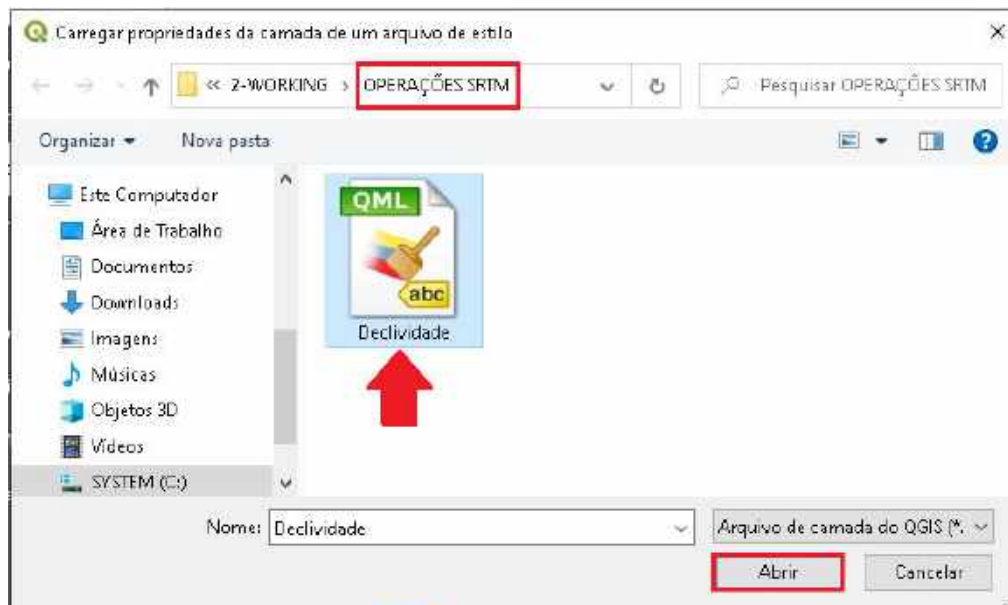 Carregar propriedades da camada de um arquivo de estilo
« 2-WORKING › OPERAÇÕES SRTM
Pesquisar OPERAÇÕES SRTM
Organizar
Nova pasta
Este Computador
Área de Trabalho
Documentos
Downloads
Imagens
Músicas
Objetos 3D
Vídeos
SYSTEM (C:)
QML
abc
Declividade
Nome: Declividade
Arquivo de camada do QGIS (*.
Abrir
Cancelar